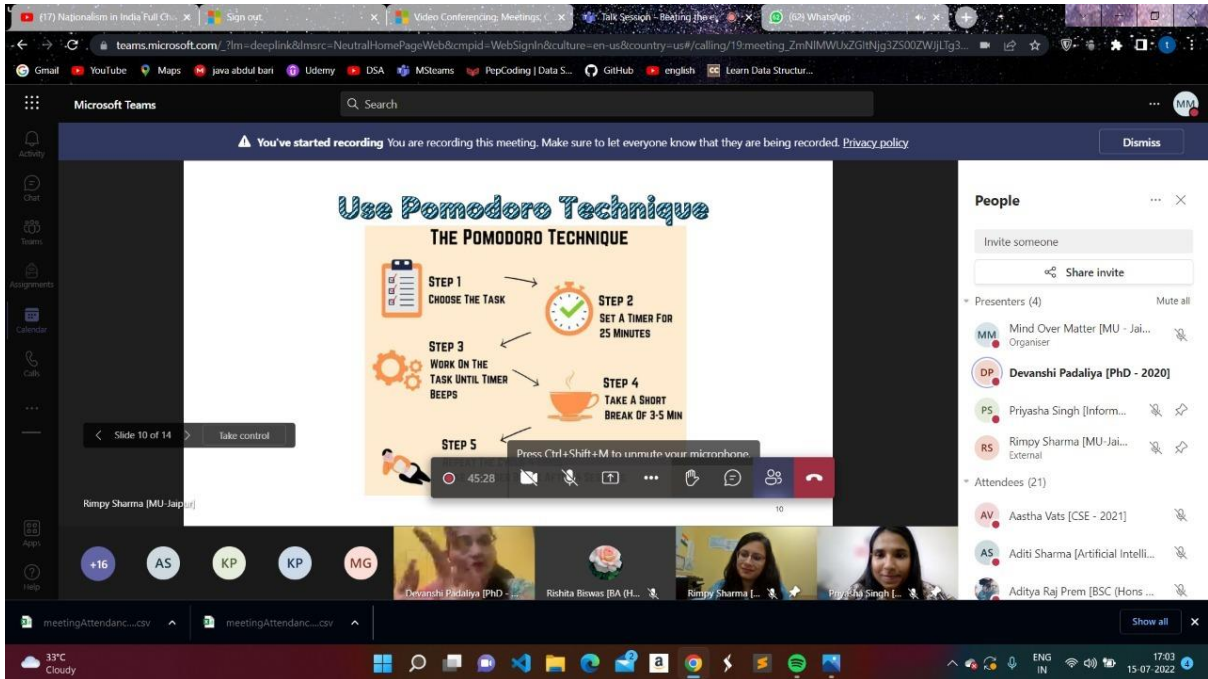 (17) Nationalism in India Full Ch...
Sign out
Video Conferencing, Meetings, C
Talk Session - Beating the e
(62) WhatsApp
teams.microsoft.com/_?lm=deeplink&lmsrc=NeutralHomePageWeb&cmpid=WebSignIn&culture=en-us&country=us#/calling/19:meeting_ZmNlMWUxZGItNjg3ZS00ZWJjLTg3...
Gmail YouTube Maps java abdul bari Udemy DSA MSteams PepCoding | Data S... GitHub english Learn Data Structur...
Microsoft Teams
Search
MM
You've started recording You are recording this meeting. Make sure to let everyone know that they are being recorded. Privacy policy
Dismiss
Activity
Chat
Teams
Assignments
Calendar
Calls
Apps
Help
Use Pomodoro Technique
THE POMODORO TECHNIQUE
STEP 1
CHOOSE THE TASK
STEP 2
SET A TIMER FOR
25 MINUTES
STEP 3
WORK ON THE
TASK UNTIL TIMER
BEEPS
STEP 4
TAKE A SHORT
BREAK OF 3-5 MIN
STEP 5
Slide 10 of 14
Take control
Press Ctrl+Shift+M to unmute your microphone
45:28
10
Rimpy Sharma [MU-Jaipur]
+16
AS
KP
KP
MG
Devanshi Padaliya [PhD - ...
Rishita Biswas [BA (H...
Rimpy Sharma [...
Priyasha Singh [...
People
Invite someone
Share invite
Presenters (4)
Mute all
MM
Mind Over Matter [MU - Jai...
Organiser
DP
Devanshi Padaliya [PhD - 2020]
PS
Priyasha Singh [Inform...
RS
Rimpy Sharma [MU-Jai...
External
Attendees (21)
AV
Aastha Vats [CSE - 2021]
AS
Aditi Sharma [Artificial Intelli...
Aditya Raj Prem [BSC (Hons ...
meetingAttendanc....csv
meetingAttendanc....csv
Show all
33°C
Cloudy
ENG
IN
17:03
15-07-2022